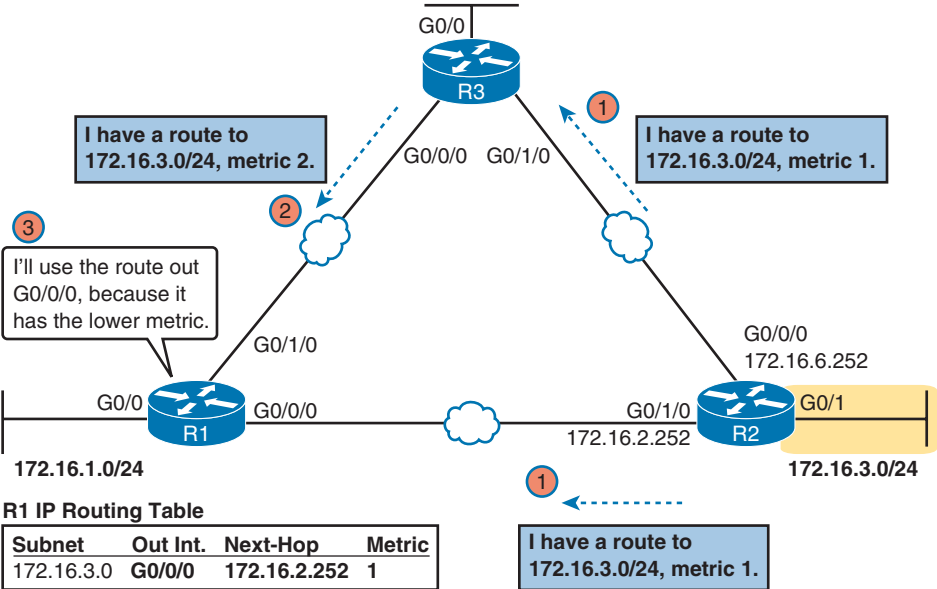 G0/0
R3
1
I have a route to
172.16.3.0/24, metric 2.
I have a route to
172.16.3.0/24, metric 1.
G0/0/0
G0/1/0
2
3
I'll use the route out
G0/0/0, because it
has the lower metric.
G0/1/0
G0/0/0
172.16.6.252
G0/0
G0/0/0
R1
G0/1/0
172.16.2.252
R2
G0/1
172.16.1.0/24
172.16.3.0/24
1
R1 IP Routing Table
Subnet Out Int. Next-Hop Metric
172.16.3.0 G0/0/0 172.16.2.252 1
I have a route to
172.16.3.0/24, metric 1.